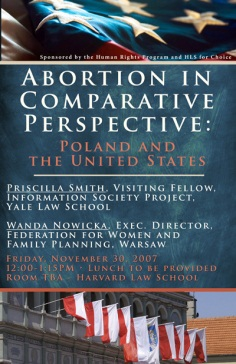 Sponsored by the Human Rights Program and HLS for Choice
Abortion in
Comparative
Perspective:
Poland and
the United States
Priscilla Smith, Visiting Fellow,
Information Society Project,
Yale Law School
Wanda Nowicka, Exec. Director,
Federation for Women and
Family Planning, Warsaw
Friday, November 30, 2007
12:00-1:15pm • Lunch to be provided
Room TBA - Harvard Law School